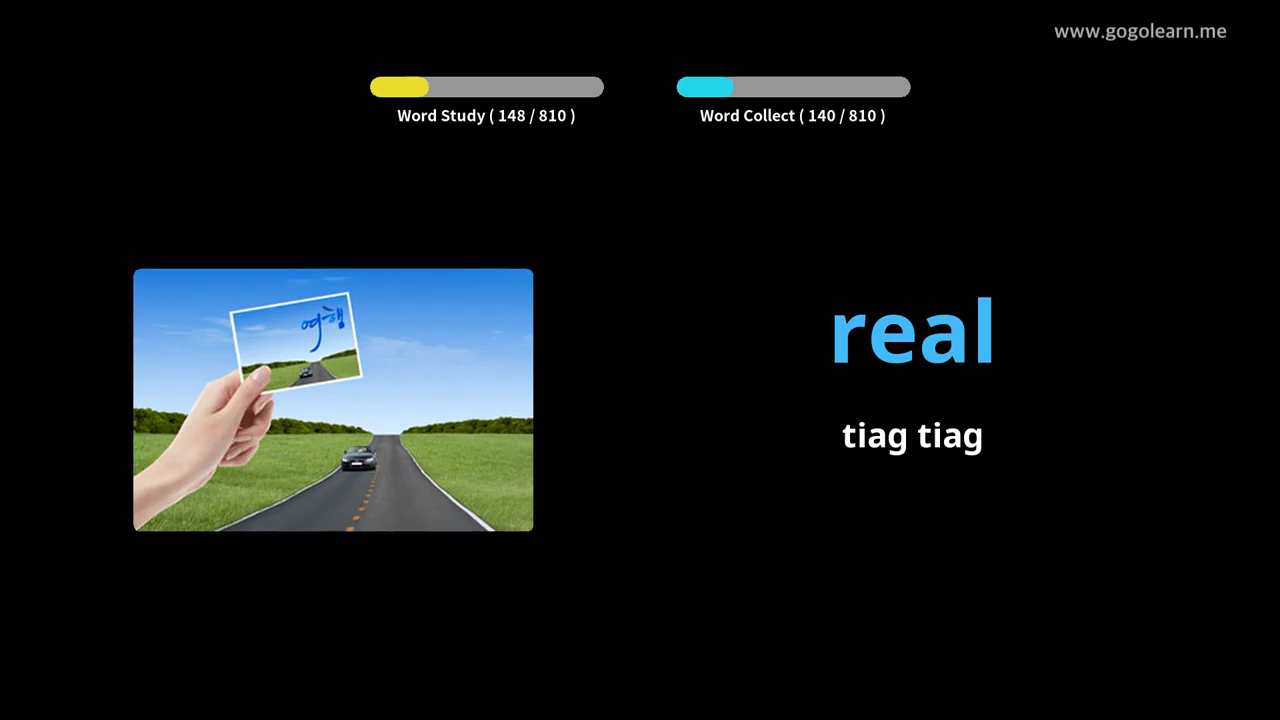 www.gogolearn.me
Word Study ( 148 / 810 )
Word Collect ( 140 / 810 )
여행
real
tiag tiag